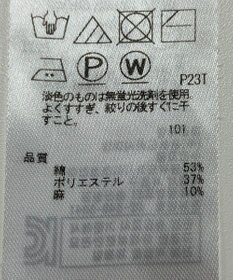 P
W
P23I
淡色のものは無蛍光洗剤を使用
よくすすぎ、絞りの後すぐに干
すこと。
101
品質
綿 53%
ポリエステル 37%
麻 10%